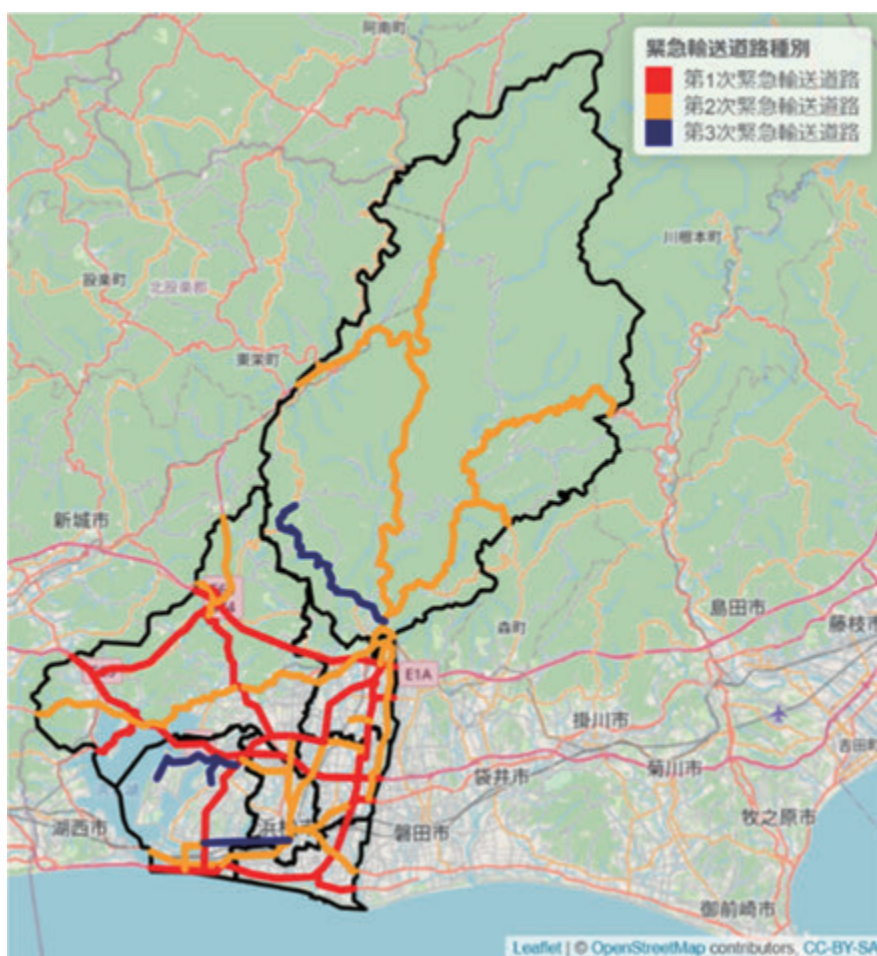 阿南町
緊急輸送道路種別
第1次緊急輸送道路
第2次緊急輸送道路
第3次緊急輸送道路
川根本町
設楽町
北設楽郡
東栄町
新城市
島田市
藤枝市
森町
E1A
掛川市
吉田町
袋井市
菊川市
湖西市
磐田市
牧之原市
御前崎市
Leaflet | © OpenStreetMap contributors, CC-BY-SA